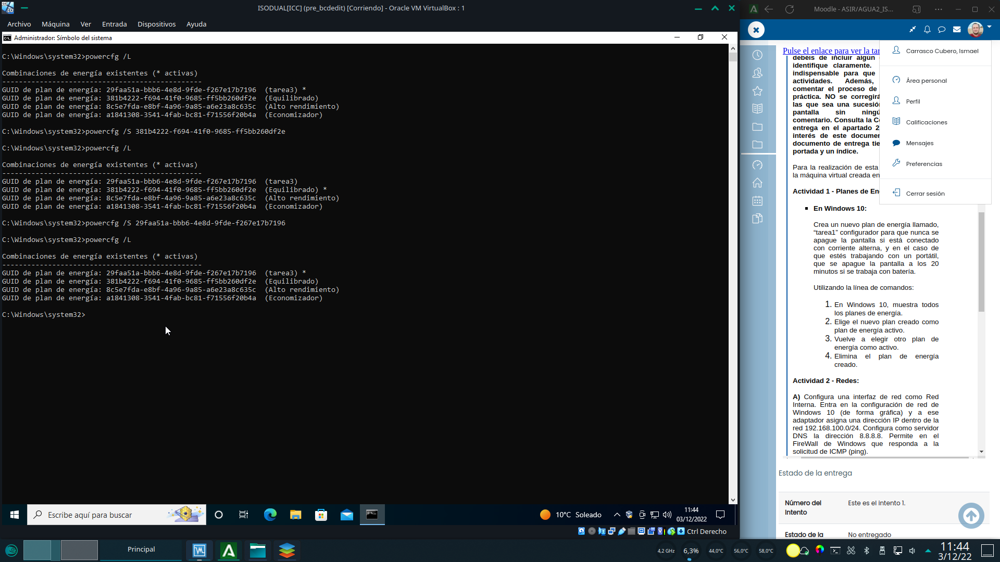 ISODUAL[ICC] (pre_bcdedit) [Corriendo] - Oracle VM VirtualBox : 1
Archivo Máquina Ver Entrada Dispositivos Ayuda
Administrador: Símbolo del sistema
C:\Windows\system32>powercfg /L
Combinaciones de energía existentes (* activas)
-----------------------------------------------
GUID de plan de energía: 29faa51a-bbb6-4e8d-9fde-f267e17b7196 (tarea3) *
GUID de plan de energía: 381b4222-f694-41f0-9685-ff5bb260df2e (Equilibrado)
GUID de plan de energía: 8c5e7fda-e8bf-4a96-9a85-a6e23a8c635c (Alto rendimiento)
GUID de plan de energía: a1841308-3541-4fab-bc81-f71556f20b4a (Economizador)
C:\Windows\system32>powercfg /S 381b4222-f694-41f0-9685-ff5bb260df2e
C:\Windows\system32>powercfg /L
Combinaciones de energía existentes (* activas)
-----------------------------------------------
GUID de plan de energía: 29faa51a-bbb6-4e8d-9fde-f267e17b7196 (tarea3)
GUID de plan de energía: 381b4222-f694-41f0-9685-ff5bb260df2e (Equilibrado) *
GUID de plan de energía: 8c5e7fda-e8bf-4a96-9a85-a6e23a8c635c (Alto rendimiento)
GUID de plan de energía: a1841308-3541-4fab-bc81-f71556f20b4a (Economizador)
C:\Windows\system32>powercfg /S 29faa51a-bbb6-4e8d-9fde-f267e17b7196
C:\Windows\system32>powercfg /L
Combinaciones de energía existentes (* activas)
-----------------------------------------------
GUID de plan de energía: 29faa51a-bbb6-4e8d-9fde-f267e17b7196 (tarea3) *
GUID de plan de energía: 381b4222-f694-41f0-9685-ff5bb260df2e (Equilibrado)
GUID de plan de energía: 8c5e7fda-e8bf-4a96-9a85-a6e23a8c635c (Alto rendimiento)
GUID de plan de energía: a1841308-3541-4fab-bc81-f71556f20b4a (Economizador)
C:\Windows\system32>
Escribe aquí para buscar
10°C Soleado
11:44
03/12/2022
Ctrl Derecho
Moodle - ASIR/AGUA2_IS...
Pulse el enlace para ver la tar
debéis de incluir algún
identifique claramente.
indispensable para que
actividades. Además,
comentar el proceso de
práctica. NO se corregirá
las que sea una sucesión
pantalla sin ningú
comentario. Consulta la C
entrega en el apartado 2
interés de este documen
documento de entrega tie
portada y un índice.
Para la realización de esta
la máquina virtual creada en
Actividad 1 - Planes de En
Carrasco Cubero, Ismael
Área personal
Perfil
Calificaciones
Mensajes
Preferencias
Cerrar sesión
En Windows 10:
Crea un nuevo plan de energía llamado,
“tarea1” configurador para que nunca se
apague la pantalla si está conectado
con corriente alterna, y en el caso de
que estés trabajando con un portátil,
que se apague la pantalla a los 20
minutos si se trabaja con batería.
Utilizando la línea de comandos:
1. En Windows 10, muestra todos
los planes de energía.
2. Elige el nuevo plan creado como
plan de energía activo.
3. Vuelve a elegir otro plan de
energía como activo.
4. Elimina el plan de energía
creado.
Actividad 2 - Redes:
A) Configura una interfaz de red como Red
Interna. Entra en la configuración de red de
Windows 10 (de forma gráfica) y a ese
adaptador asigna una dirección IP dentro de la
red 192.168.100.0/24. Configura como servidor
DNS la dirección 8.8.8.8. Permite en el
FireWall de Windows que responda a la
solicitud de ICMP (ping).
Estado de la entrega
Número del
Intento
Este es el intento 1.
Estado de la
No entregado
Principal
4,2 GHz
6,3%
44,0°C
56,0°C
58,0°C
11:44
3/12/22